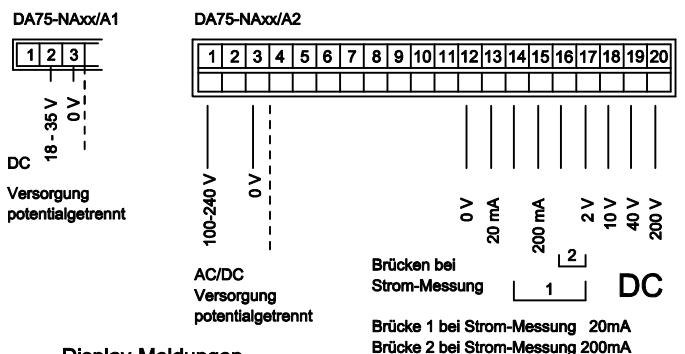 DA75-NAxx/A1
DA75-NAxx/A2
1 2 3
1 2 3 4 5 6 7 8 9 10 11 12 13 14 15 16 17 18 19 20
18 - 35 V
0 V
DC
Versorgung
potentialgetrennt
100-240 V
0 V
AC/DC
Versorgung
potentialgetrennt
0 V
20 mA
200 mA
2 V
10 V
40 V
200 V
Brücken bei
Strom-Messung
2
1
DC
Brücke 1 bei Strom-Messung 20mA
Brücke 2 bei Strom-Messung 200mA
Display-Meldungen